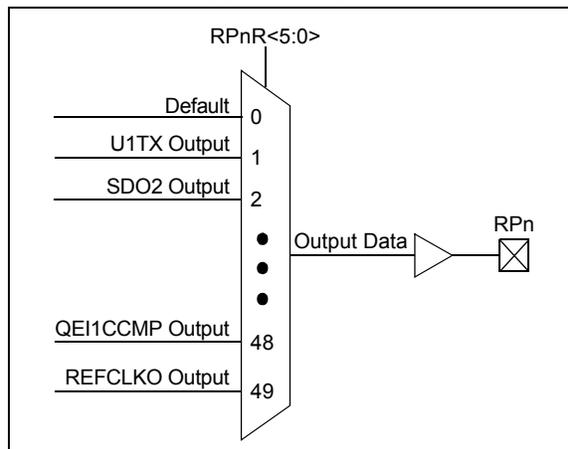 RPnR<5:0>
Default
0
U1TX Output
1
SDO2 Output
2
Output Data
RPn
QEI1CCMP Output
48
REFCLKO Output
49